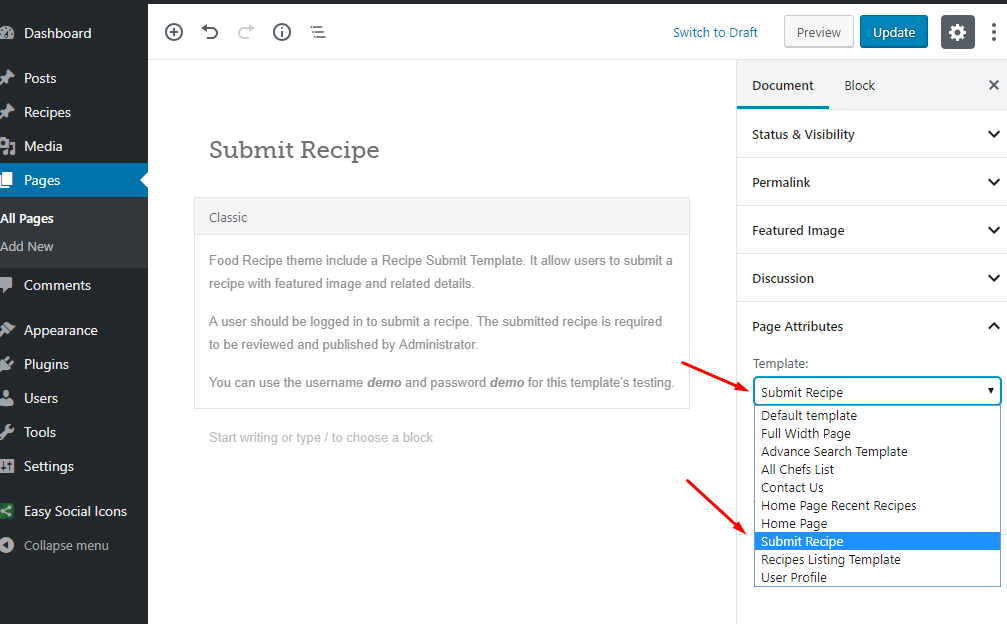 Dashboard
Posts
Recipes
Media
Pages
All Pages
Add New
Comments
Appearance
Plugins
Users
Tools
Settings
Easy Social Icons
Collapse menu
Switch to Draft
Preview
Update
Submit Recipe
Classic
Food Recipe theme include a Recipe Submit Template. It allow users to submit a
recipe with featured image and related details.
A user should be logged in to submit a recipe. The submitted recipe is required
to be reviewed and published by Administrator.
You can use the username demo and password demo for this template's testing.
Start writing or type / to choose a block
Document
Block
Status & Visibility
Permalink
Featured Image
Discussion
Page Attributes
Template:
Submit Recipe
Default template
Full Width Page
Advance Search Template
All Chefs List
Contact Us
Home Page Recent Recipes
Home Page
Submit Recipe
Recipes Listing Template
User Profile